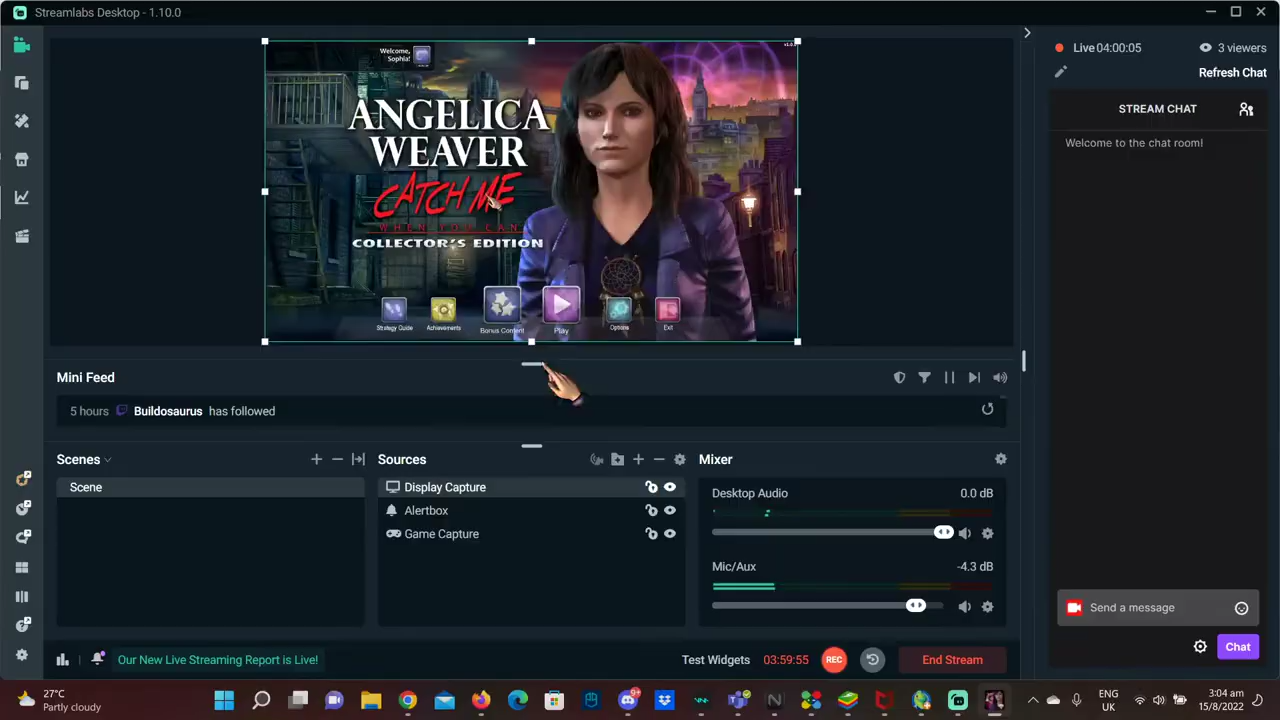 Streamlabs Desktop - 1.10.0
Live 04:00:05
3 viewers
Refresh Chat
STREAM CHAT
Welcome to the chat room!
Welcome,
Sophia!
ANGELICA
WEAVER
CATCH ME
WHEN YOU CAN
COLLECTOR'S EDITION
Strategy Guide
Achievements
Bonus Content
Play
Options
Exit
Mini Feed
5 hours Buildosaurus has followed
Scenes
Scene
Sources
Display Capture
Alertbox
Game Capture
Mixer
Desktop Audio 0.0 dB
Mic/Aux -4.3 dB
Send a message
Chat
Our New Live Streaming Report is Live!
Test Widgets 03:59:55 REC End Stream
27°C
Partly cloudy
9+
ENG
UK
3:04 am
15/8/2022